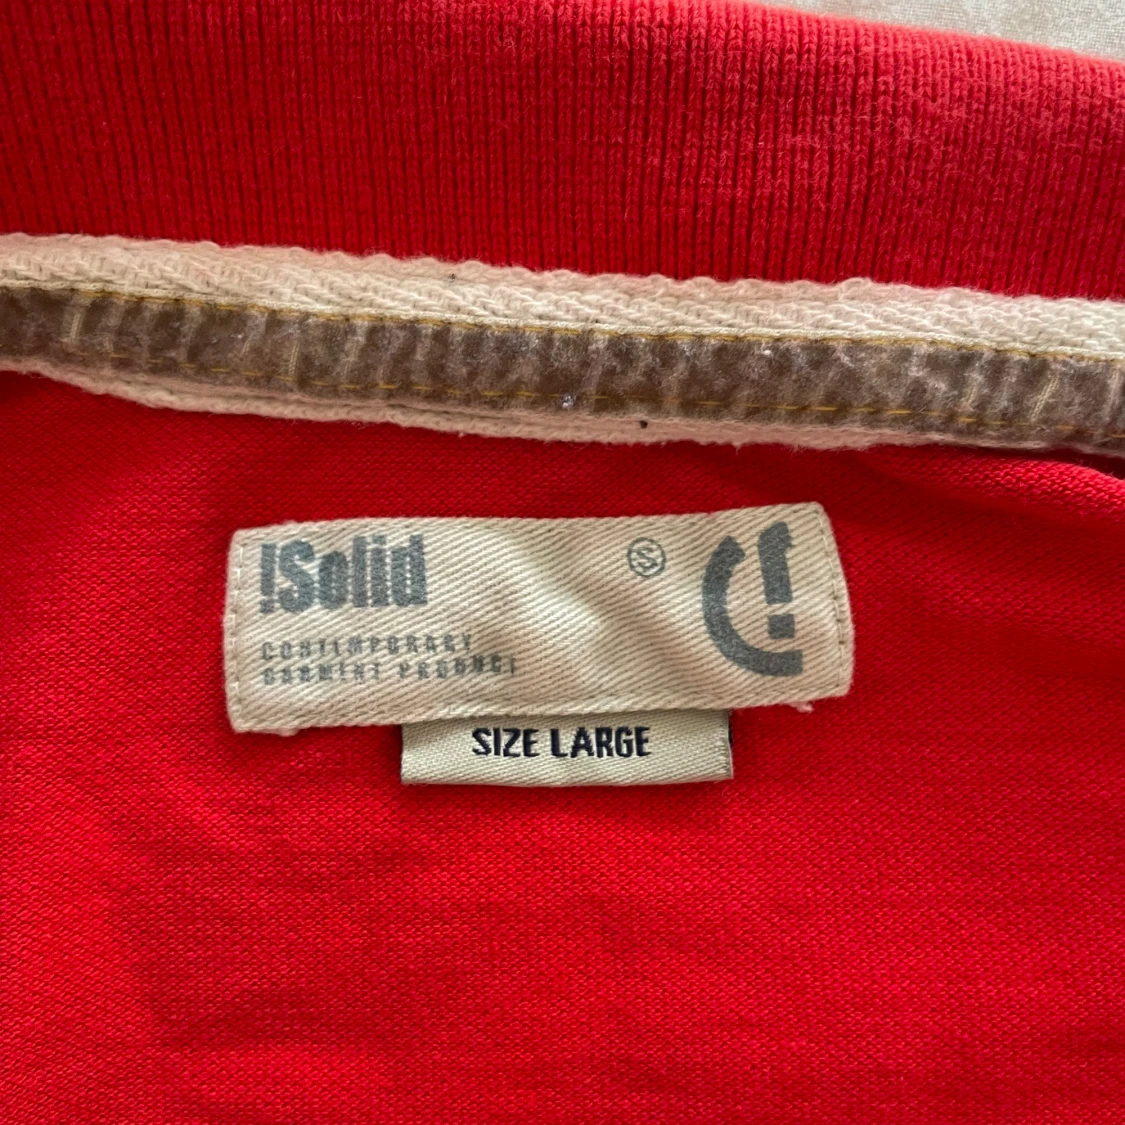 !Solid
Ⓢ
CONTEMPORARY
GARMENT PRODUCT
SIZE LARGE